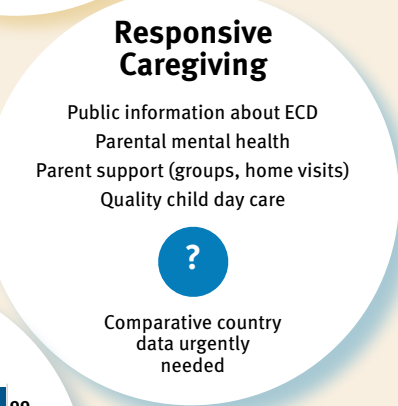 Responsive
Caregiving
Public information about ECD
Parental mental health
Parent support (groups, home visits)
Quality child day care
?
Comparative country
data urgently
needed